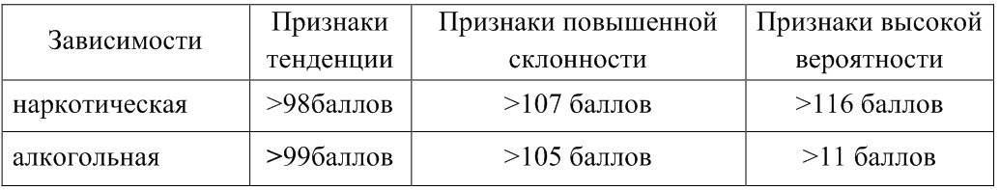 Зависимости
Признаки
тенденции
Признаки повышенной
склонности
Признаки высокой
вероятности
наркотическая >98баллов >107 баллов >116 баллов
алкогольная >99баллов >105 баллов >11 баллов